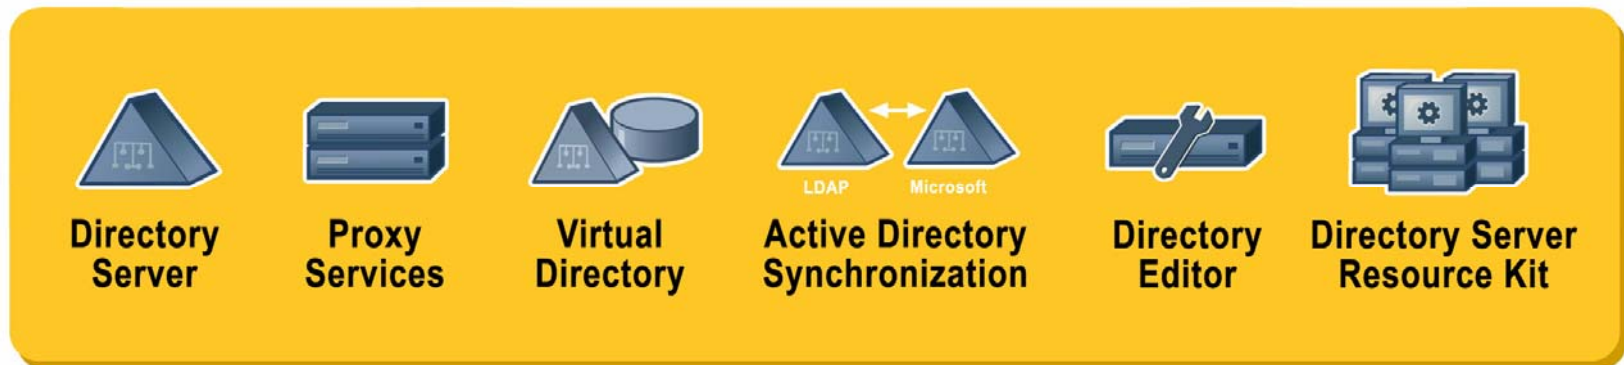 LDAP
Microsoft
Directory
Server
Proxy
Services
Virtual
Directory
Active Directory
Synchronization
Directory
Editor
Directory Server
Resource Kit